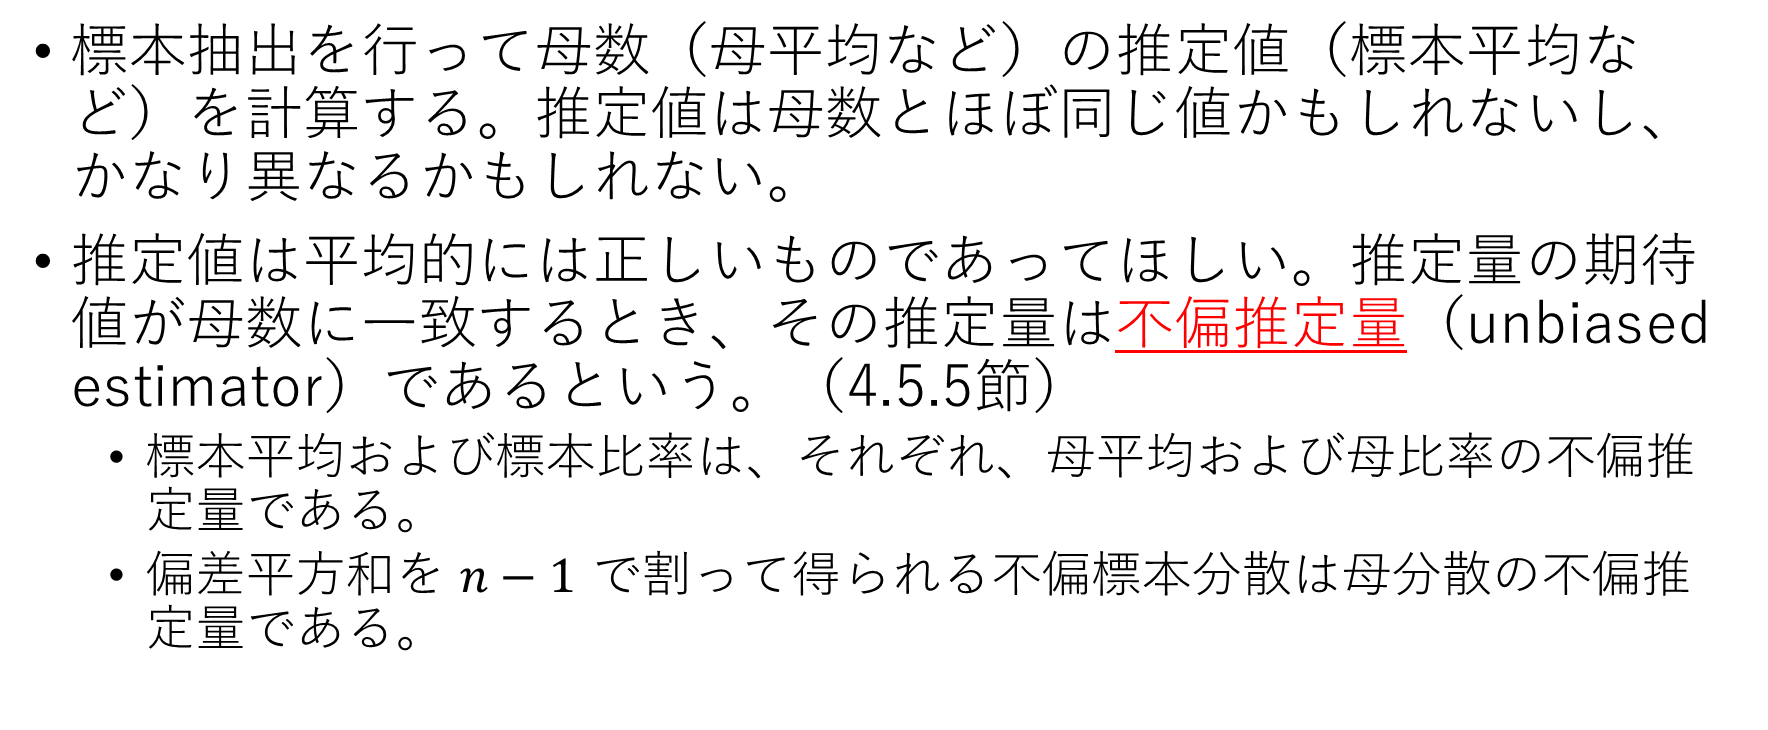 • 標本抽出を行って母数（母平均など）の推定値（標本平均な
ど）を計算する。推定値は母数とほぼ同じ値かもしれないし、
かなり異なるかもしれない。
• 推定値は平均的には正しいものであってほしい。推定量の期待
値が母数に一致するとき、その推定量は不偏推定量（unbiased
estimator）であるという。（4.5.5節）
• 標本平均および標本比率は、それぞれ、母平均および母比率の不偏推
定量である。
• 偏差平方和を n − 1 で割って得られる不偏標本分散は母分散の不偏推
定量である。